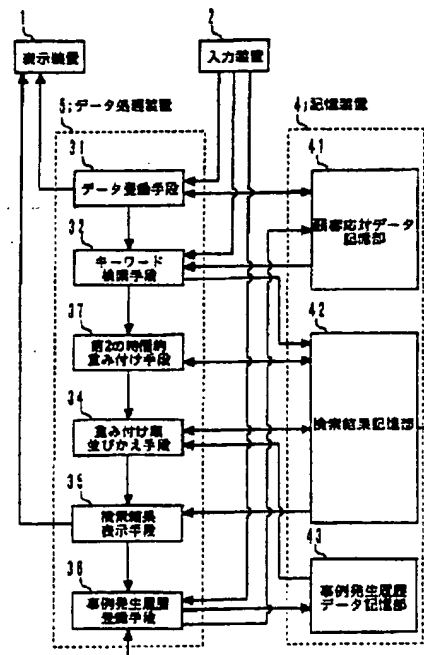 1
表示装置
2
入力装置
5;データ処理装置
4;記憶装置
31
データ登録手段
41
顧客応対データ
記憶部
32
キーワード
検索手段
37
第2の時間的
重み付け手段
42
検索結果記憶部
34
重み付け順
並びかえ手段
35
検索結果
表示手段
43
事例発生履歴
データ記憶部
36
事例発生履歴
登録手段